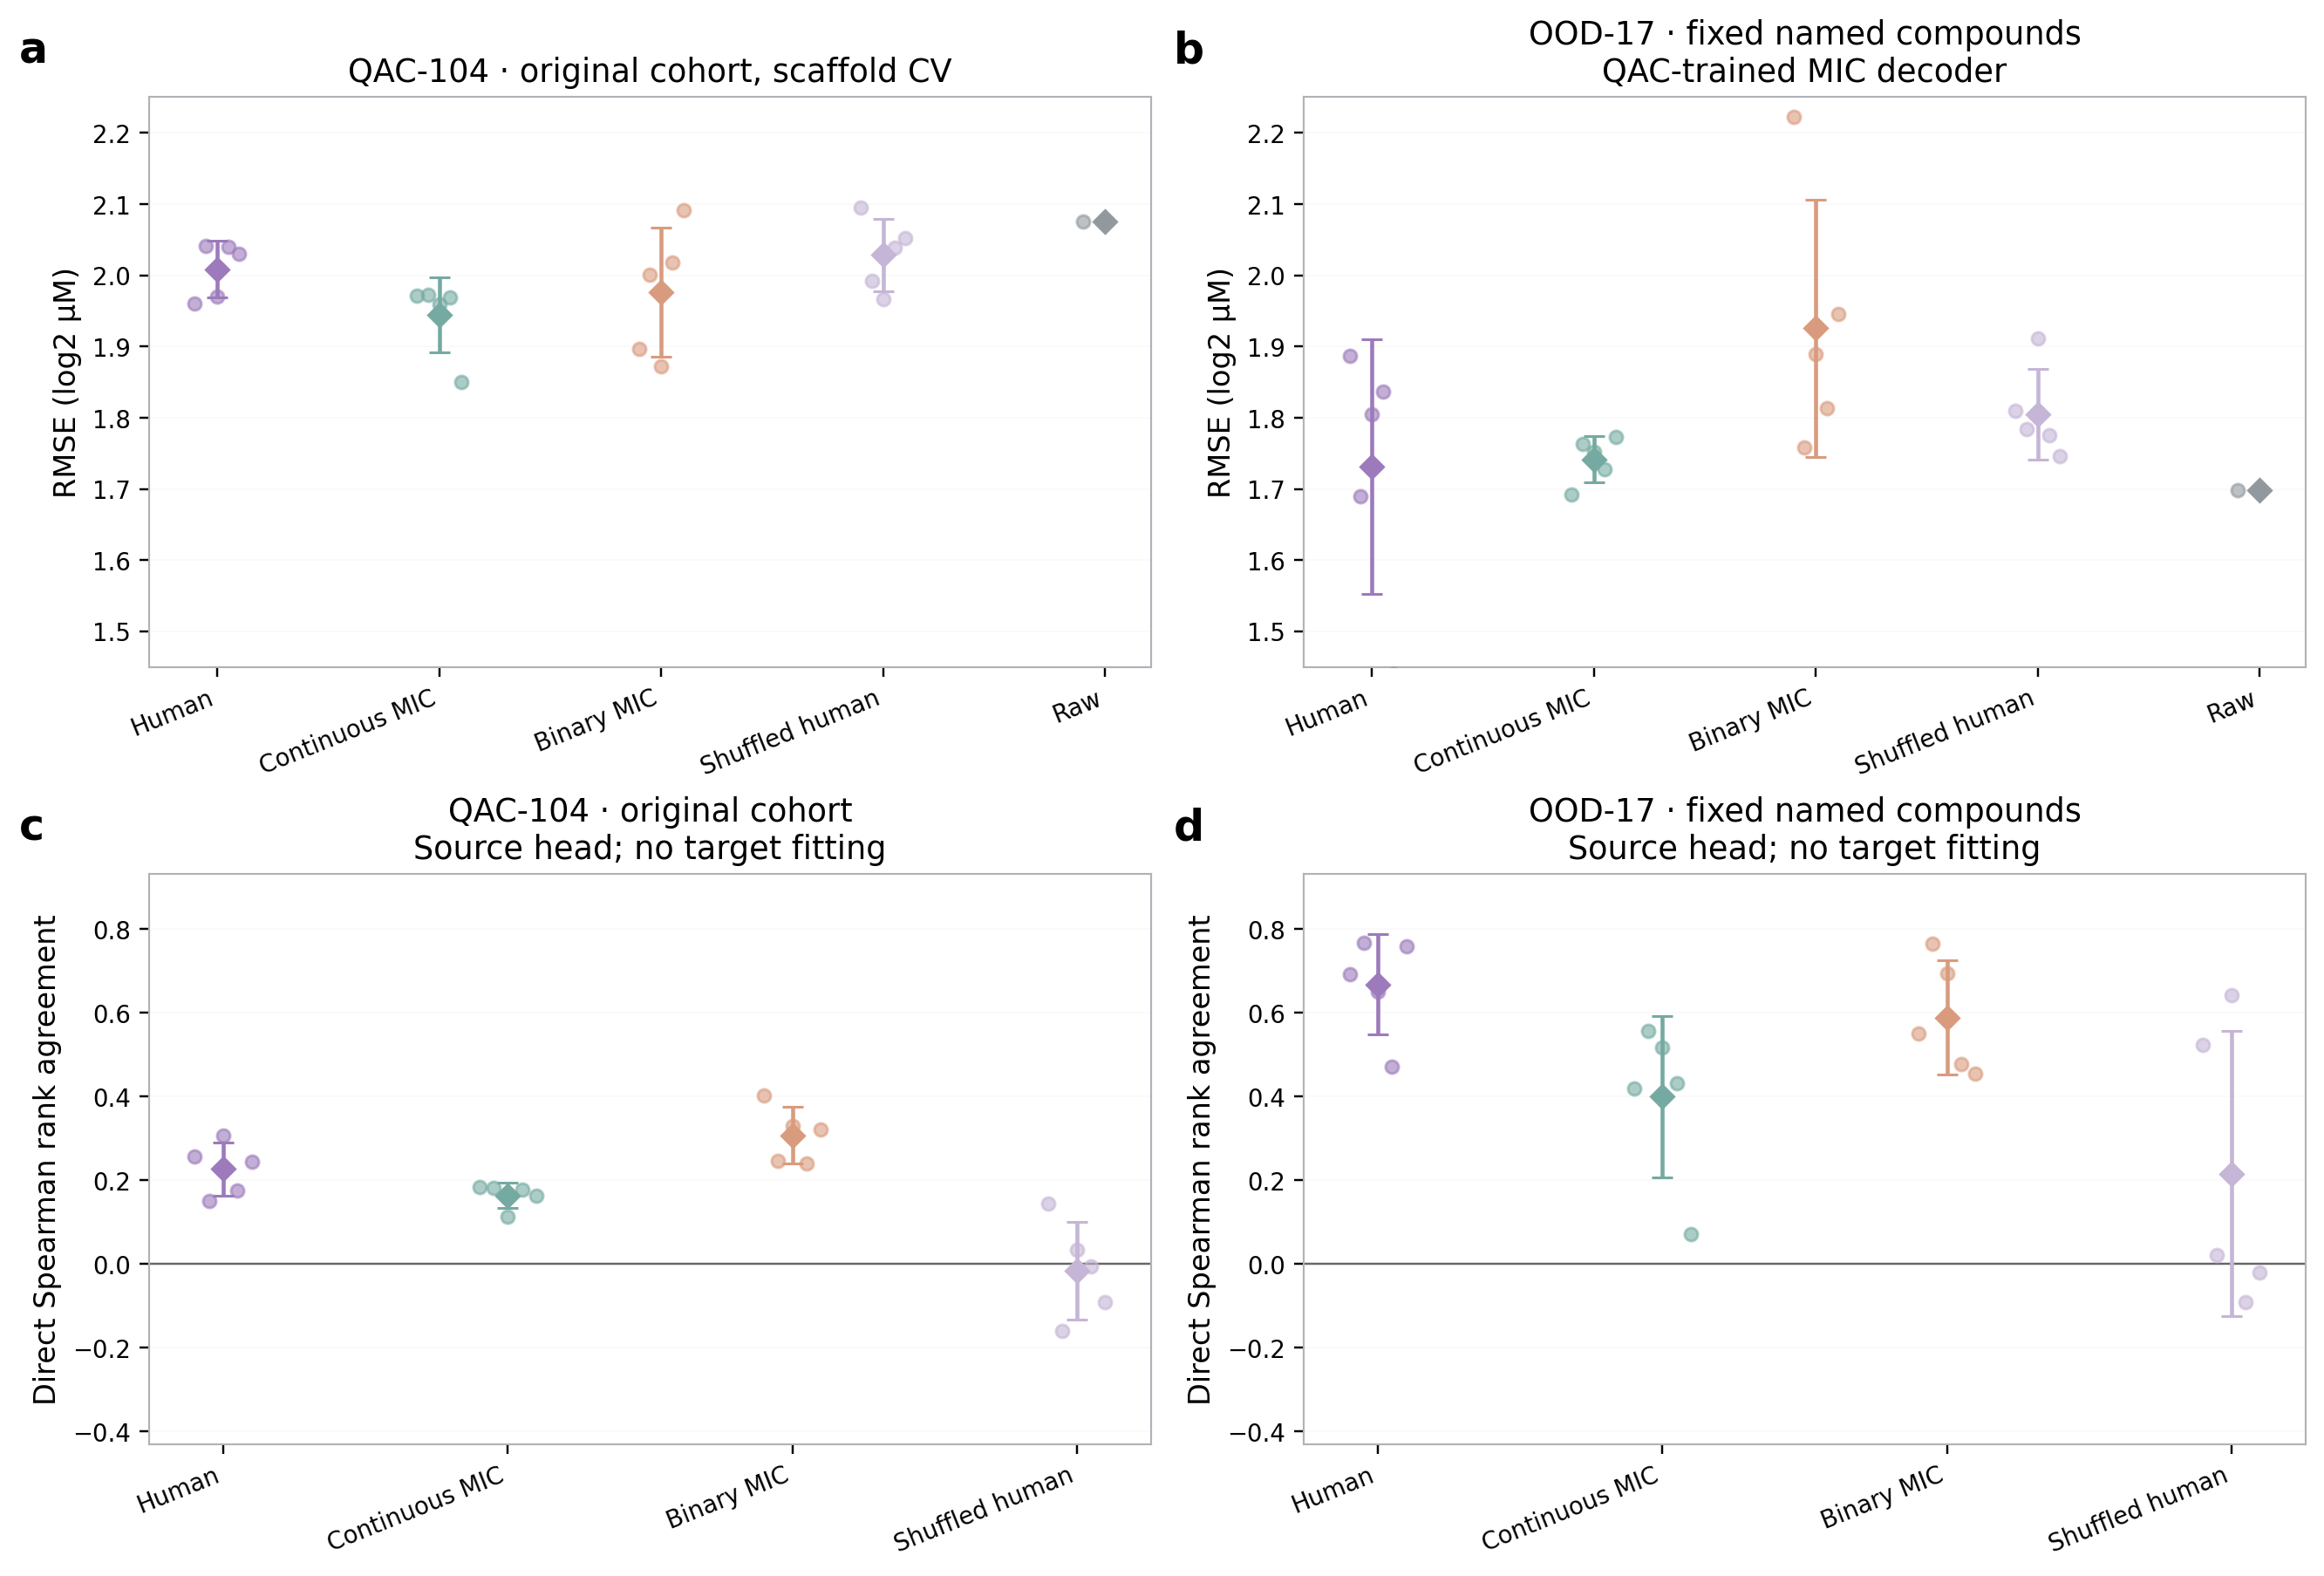 a
QAC-104 · original cohort, scaffold CV
RMSE (log2 µM)
2.2
2.1
2.0
1.9
1.8
1.7
1.6
1.5
Human
Continuous MIC
Binary MIC
Shuffled human
Raw
b
OOD-17 · fixed named compounds
QAC-trained MIC decoder
RMSE (log2 µM)
2.2
2.1
2.0
1.9
1.8
1.7
1.6
1.5
Human
Continuous MIC
Binary MIC
Shuffled human
Raw
c
QAC-104 · original cohort
Source head; no target fitting
Direct Spearman rank agreement
0.8
0.6
0.4
0.2
0.0
−0.2
−0.4
Human
Continuous MIC
Binary MIC
Shuffled human
d
OOD-17 · fixed named compounds
Source head; no target fitting
Direct Spearman rank agreement
0.8
0.6
0.4
0.2
0.0
−0.2
−0.4
Human
Continuous MIC
Binary MIC
Shuffled human